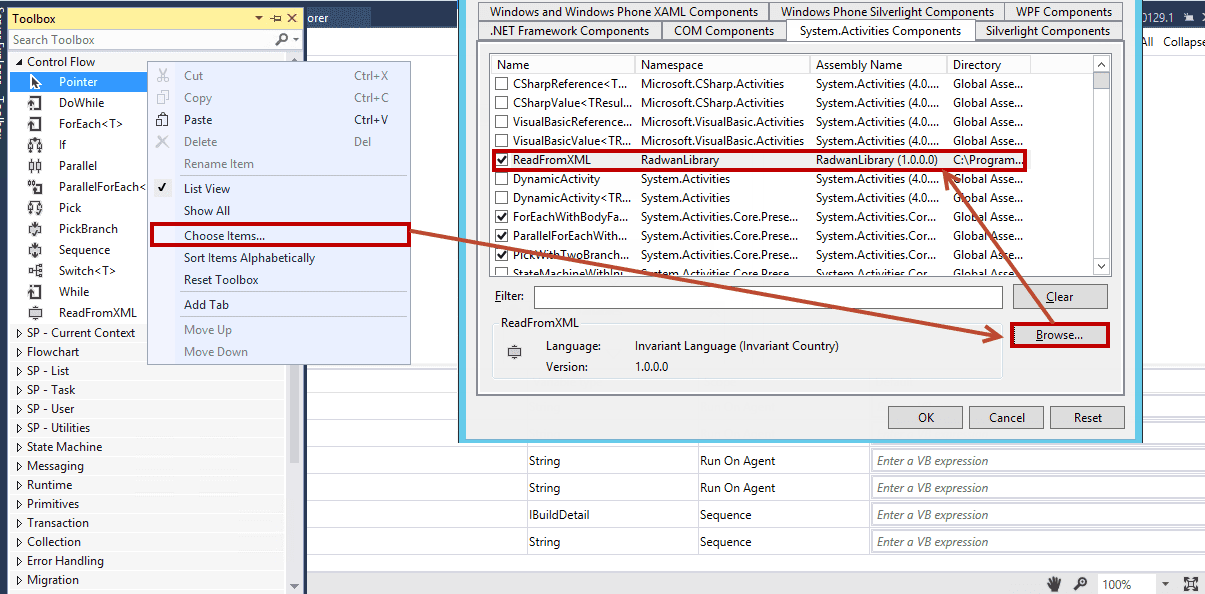 Toolbox
Search Toolbox
Control Flow
Pointer
DoWhile
ForEach<T>
If
Parallel
ParallelForEach<
Pick
PickBranch
Sequence
Switch<T>
While
ReadFromXML
SP - Current Context
Flowchart
SP - List
SP - Task
SP - User
SP - Utilities
State Machine
Messaging
Runtime
Primitives
Transaction
Collection
Error Handling
Migration
orer
Cut Ctrl+X
Copy Ctrl+C
Paste Ctrl+V
Delete Del
Rename Item
List View
Show All
Choose Items...
Sort Items Alphabetically
Reset Toolbox
Add Tab
Move Up
Move Down
Windows and Windows Phone XAML Components Windows Phone Silverlight Components WPF Components
.NET Framework Components COM Components System.Activities Components Silverlight Components
Name Namespace Assembly Name Directory
CSharpReference<T... Microsoft.CSharp.Activities System.Activities (4.0.... Global Asse...
CSharpValue<TResul... Microsoft.CSharp.Activities System.Activities (4.0.... Global Asse...
VisualBasicReference... Microsoft.VisualBasic.Activities System.Activities (4.0.... Global Asse...
VisualBasicValue<TR... Microsoft.VisualBasic.Activities System.Activities (4.0.... Global Asse...
ReadFromXML RadwanLibrary RadwanLibrary (1.0.0.0) C:\Program...
DynamicActivity System.Activities System.Activities (4.0.... Global Asse...
DynamicActivity<TR... System.Activities System.Activities (4.0.... Global Asse...
ForEachWithBodyFa... System.Activities.Core.Prese... System.Activities.Cor... Global Asse...
ParallelForEachWith... System.Activities.Core.Prese... System.Activities.Cor... Global Asse...
PickWithTwoBranch... System.Activities.Core.Prese... System.Activities.Cor... Global Asse...
StateMachineWithIni... System.Activities.Core.Prese... System.Activities.Cor... Global Asse...
Filter: Clear
ReadFromXML
Language: Invariant Language (Invariant Country)
Version: 1.0.0.0
Browse...
OK Cancel Reset
0129.1
All Collapse
String Run On Agent Enter a VB expression
String Run On Agent Enter a VB expression
IBuildDetail Sequence Enter a VB expression
String Sequence Enter a VB expression
100%